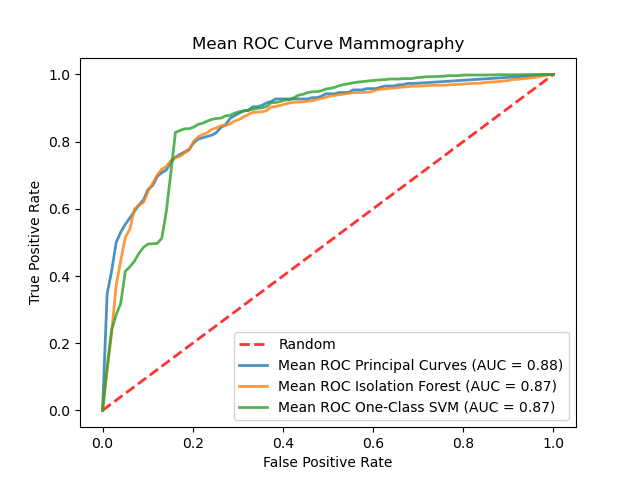 Mean ROC Curve Mammography
True Positive Rate
1.0
0.8
0.6
0.4
0.2
0.0
Random
Mean ROC Principal Curves (AUC = 0.88)
Mean ROC Isolation Forest (AUC = 0.87)
Mean ROC One-Class SVM (AUC = 0.87)
0.0 0.2 0.4 0.6 0.8 1.0
False Positive Rate